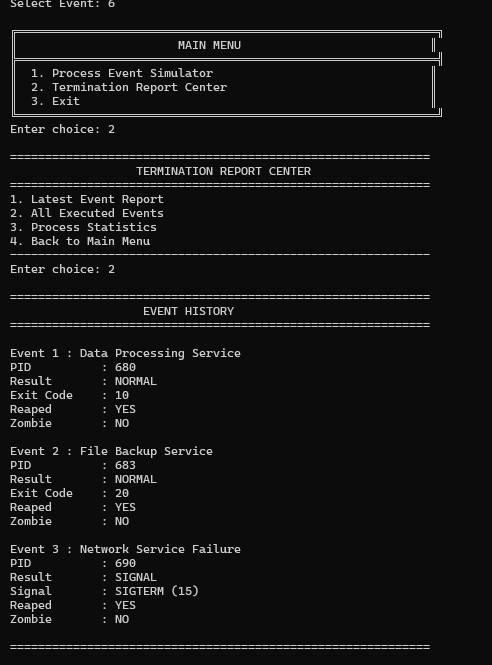 Select Event: 6
MAIN MENU
1. Process Event Simulator
2. Termination Report Center
3. Exit
Enter choice: 2
TERMINATION REPORT CENTER
1. Latest Event Report
2. All Executed Events
3. Process Statistics
4. Back to Main Menu
Enter choice: 2
EVENT HISTORY
Event 1 : Data Processing Service
PID : 680
Result : NORMAL
Exit Code : 10
Reaped : YES
Zombie : NO
Event 2 : File Backup Service
PID : 683
Result : NORMAL
Exit Code : 20
Reaped : YES
Zombie : NO
Event 3 : Network Service Failure
PID : 690
Result : SIGNAL
Signal : SIGTERM (15)
Reaped : YES
Zombie : NO